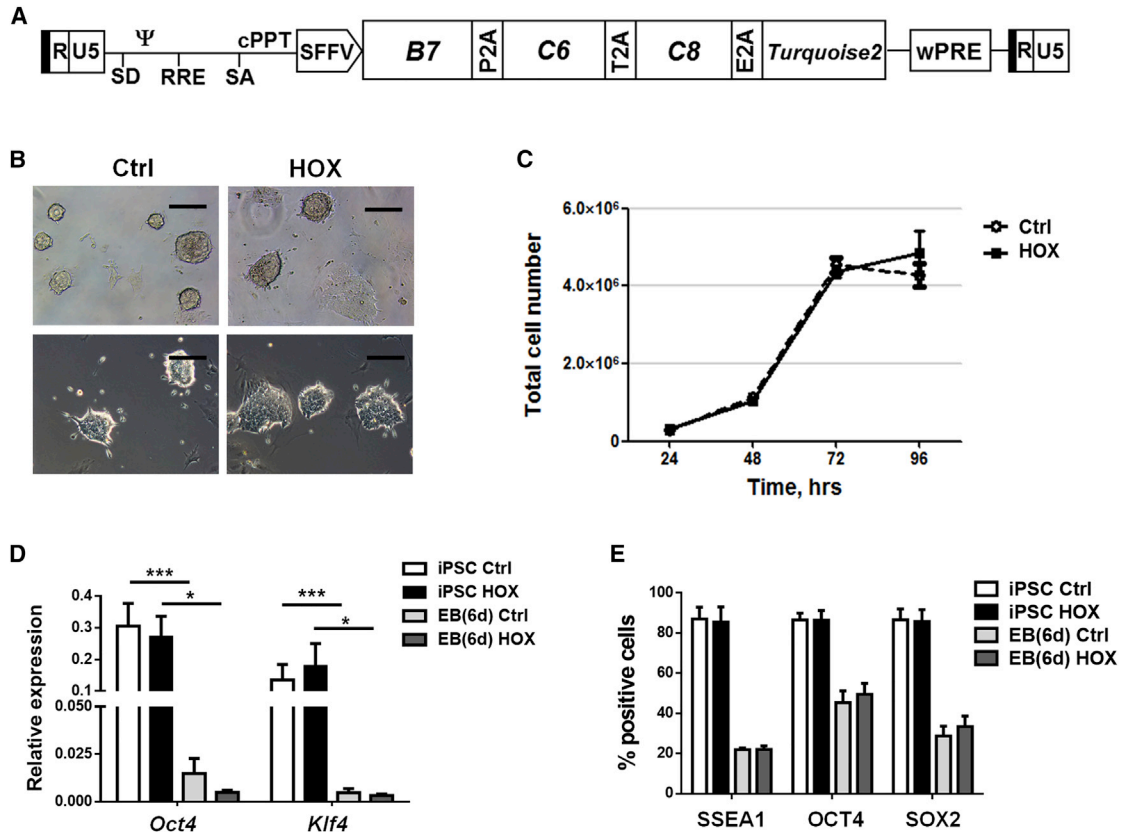 A
R U5 Ψ cPPT SFFV B7 P2A C6 T2A C8 E2A Turquoise2 wPRE R U5
SD RRE SA
B
Ctrl HOX
C
Total cell number
6.0×10⁶
4.0×10⁶
2.0×10⁶
0
24 48 72 96
Time, hrs
Ctrl
HOX
D
Relative expression
0.4
0.3
0.2
0.1
0.050
0.025
0.000
*** * *** *
Oct4 Klf4
iPSC Ctrl
iPSC HOX
EB(6d) Ctrl
EB(6d) HOX
E
% positive cells
100
80
60
40
20
0
SSEA1 OCT4 SOX2
iPSC Ctrl
iPSC HOX
EB(6d) Ctrl
EB(6d) HOX